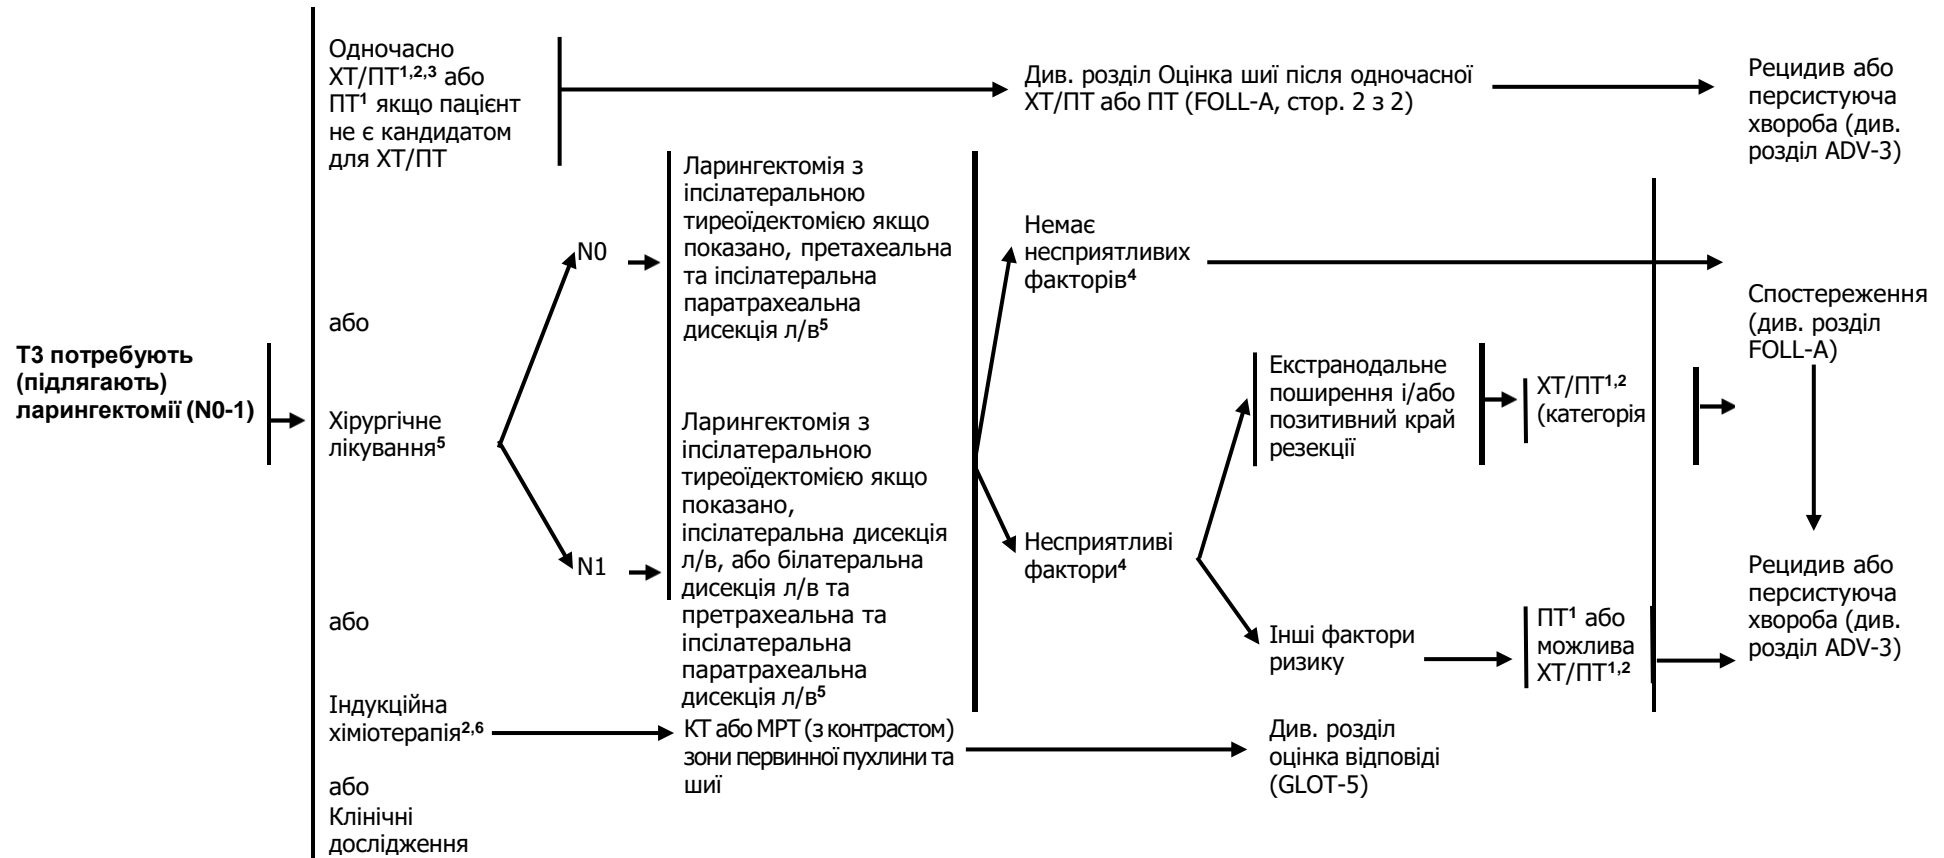 Т3 потребують
(підлягають)
ларингектомії (N0-1)
Одночасно
ХТ/ПТ1,2,3 або
ПТ1 якщо пацієнт
не є кандидатом
для ХТ/ПТ
Див. розділ Оцінка шиї після одночасної
ХТ/ПТ або ПТ (FOLL-A, стор. 2 з 2)
Рецидив або
персистуюча
хвороба (див.
розділ ADV-3)
або
Хірургічне
лікування5
N0
Ларингектомія з
іпсілатеральною
тиреоїдектомією якщо
показано, претахеальна
та іпсілатеральна
паратрахеальна
дисекція л/в5
N1
Ларингектомія з
іпсілатеральною
тиреоїдектомією якщо
показано,
іпсілатеральна дисекція
л/в, або білатеральна
дисекція л/в та
претрахеальна та
іпсілатеральна
паратрахеальна
дисекція л/в5
Немає
несприятливих
факторів4
Несприятливі
фактори4
Екстранодальне
поширення і/або
позитивний край
резекції
ХТ/ПТ1,2
(категорія
Інші фактори
ризику
ПТ1 або
можлива
ХТ/ПТ1,2
Спостереження
(див. розділ
FOLL-A)
Рецидив або
персистуюча
хвороба (див.
розділ ADV-3)
або
Індукційна
хіміотерапія2,6
КТ або МРТ (з контрастом)
зони первинної пухлини та
шиї
Див. розділ
оцінка відповіді
(GLOT-5)
або
Клінічні
дослідження